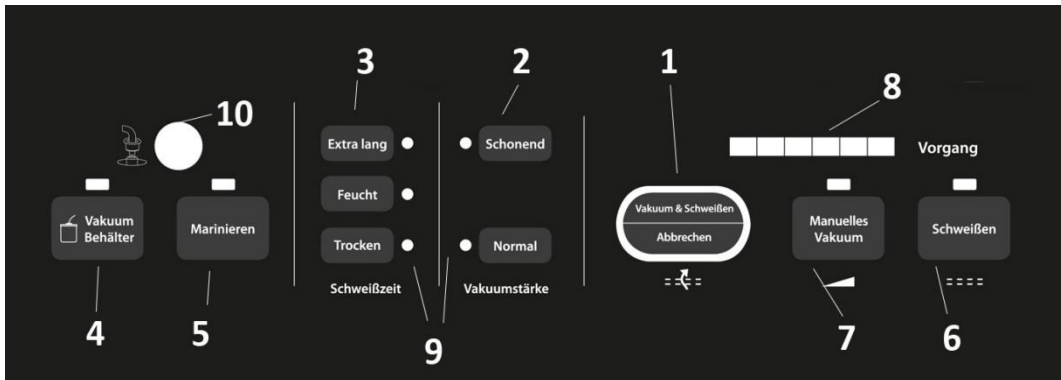 3
2
1
8
10
Extra lang
Schonend
Vorgang
Feucht
Vakuum
Behälter
Marinieren
Trocken
Normal
Vakuum & Schweißen
Abbrechen
Manuelles
Vakuum
Schweißen
Schweißzeit
Vakuumstärke
4
5
9
7
6